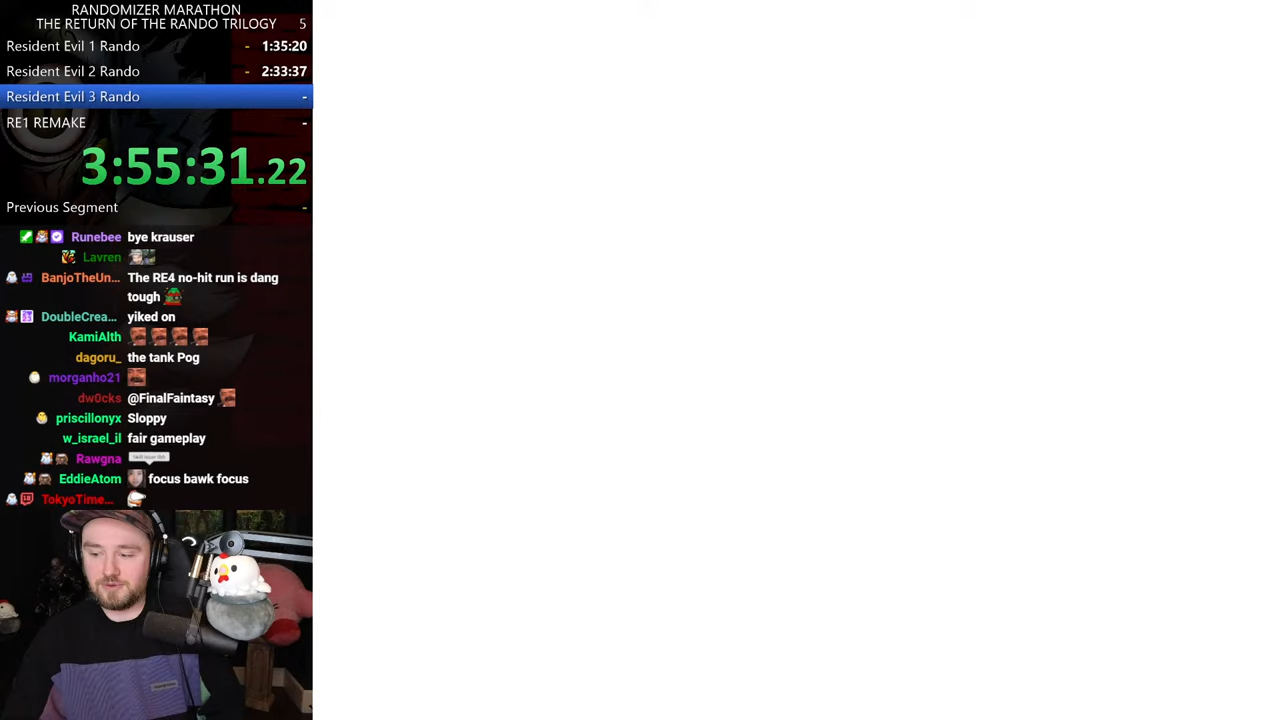 RANDOMIZER MARATHON
THE RETURN OF THE RANDO TRILOGY 5
Resident Evil 1 Rando - 1:35:20
Resident Evil 2 Rando - 2:33:37
Resident Evil 3 Rando -
RE1 REMAKE -
3:55:31.22
Previous Segment -
Runebee bye krauser
Lavren
BanjoTheUn... The RE4 no-hit run is dang
tough
DoubleCrea... yiked on
KamiAlth
dagoru_ the tank Pog
morganho21
dw0cks @FinalFaintasy
priscillonyx Sloppy
w_israel_il fair gameplay
Rawgna
EddieAtom focus bawk focus
TokyoTime...